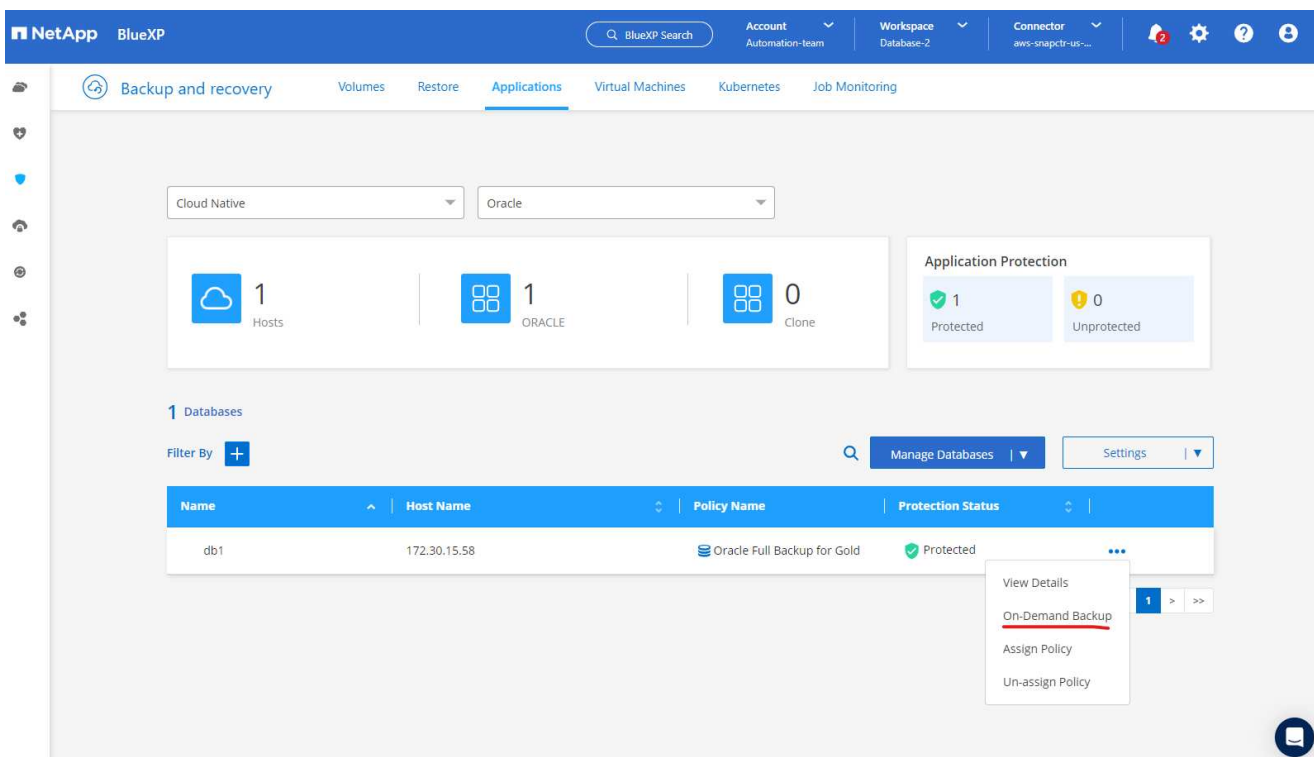 NetApp BlueXP
BlueXP Search
Account
Automation-team
Workspace
Database-2
Connector
aws-snapctr-us-...
2
Backup and recovery
Volumes Restore Applications Virtual Machines Kubernetes Job Monitoring
Cloud Native
Oracle
1
Hosts
1
ORACLE
0
Clone
Application Protection
1
Protected
0
Unprotected
1 Databases
Filter By +
Manage Databases | ▼
Settings | ▼
Name Host Name Policy Name Protection Status
db1 172.30.15.58 Oracle Full Backup for Gold Protected •••
View Details
On-Demand Backup
Assign Policy
Un-assign Policy
1 > >>